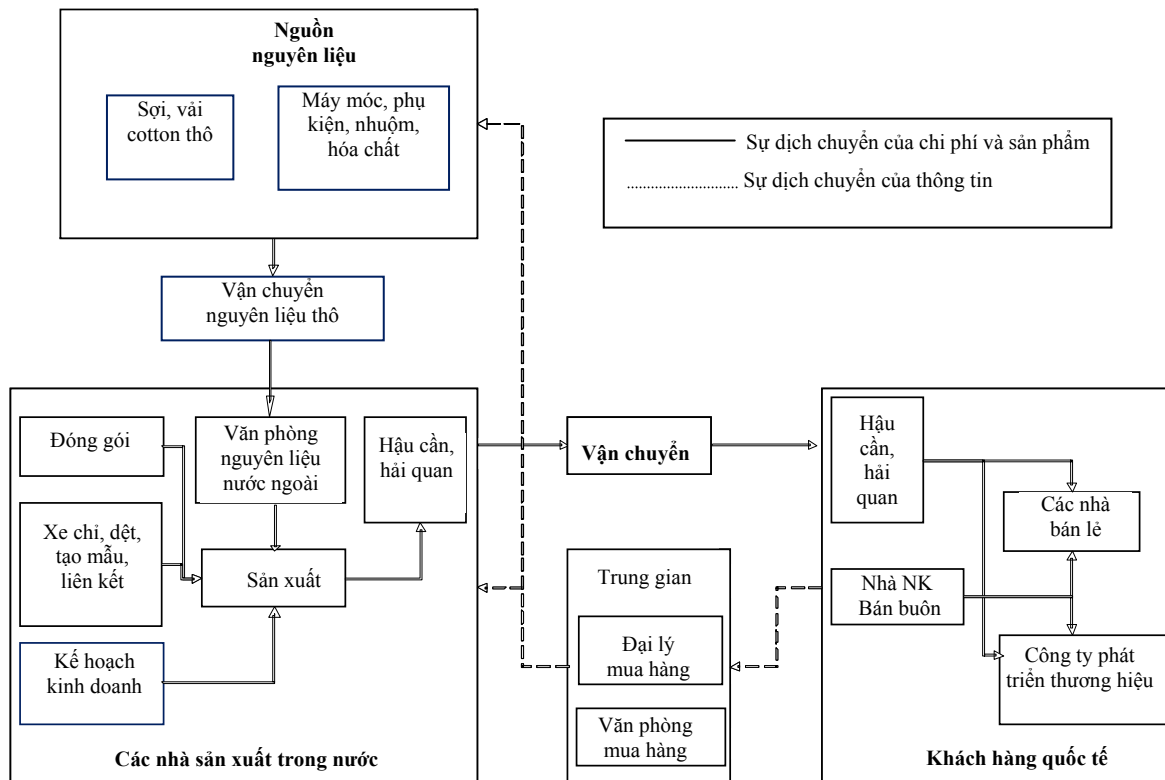 Nguồn
nguyên liệu
Sợi, vải
cotton thô
Máy móc, phụ
kiện, nhuộm,
hóa chất
Sự dịch chuyển của chi phí và sản phẩm
Sự dịch chuyển của thông tin
Vận chuyển
nguyên liệu thô
Đóng gói
Văn phòng
nguyên liệu
nước ngoài
Hậu cần,
hải quan
Xe chỉ, dệt,
tạo mẫu,
liên kết
Sản xuất
Kế hoạch
kinh doanh
Các nhà sản xuất trong nước
Vận chuyển
Trung gian
Đại lý
mua hàng
Văn phòng
mua hàng
Hậu
cần,
hải
quan
Các nhà
bán lẻ
Nhà NK
Bán buôn
Công ty phát
triển thương hiệu
Khách hàng quốc tế